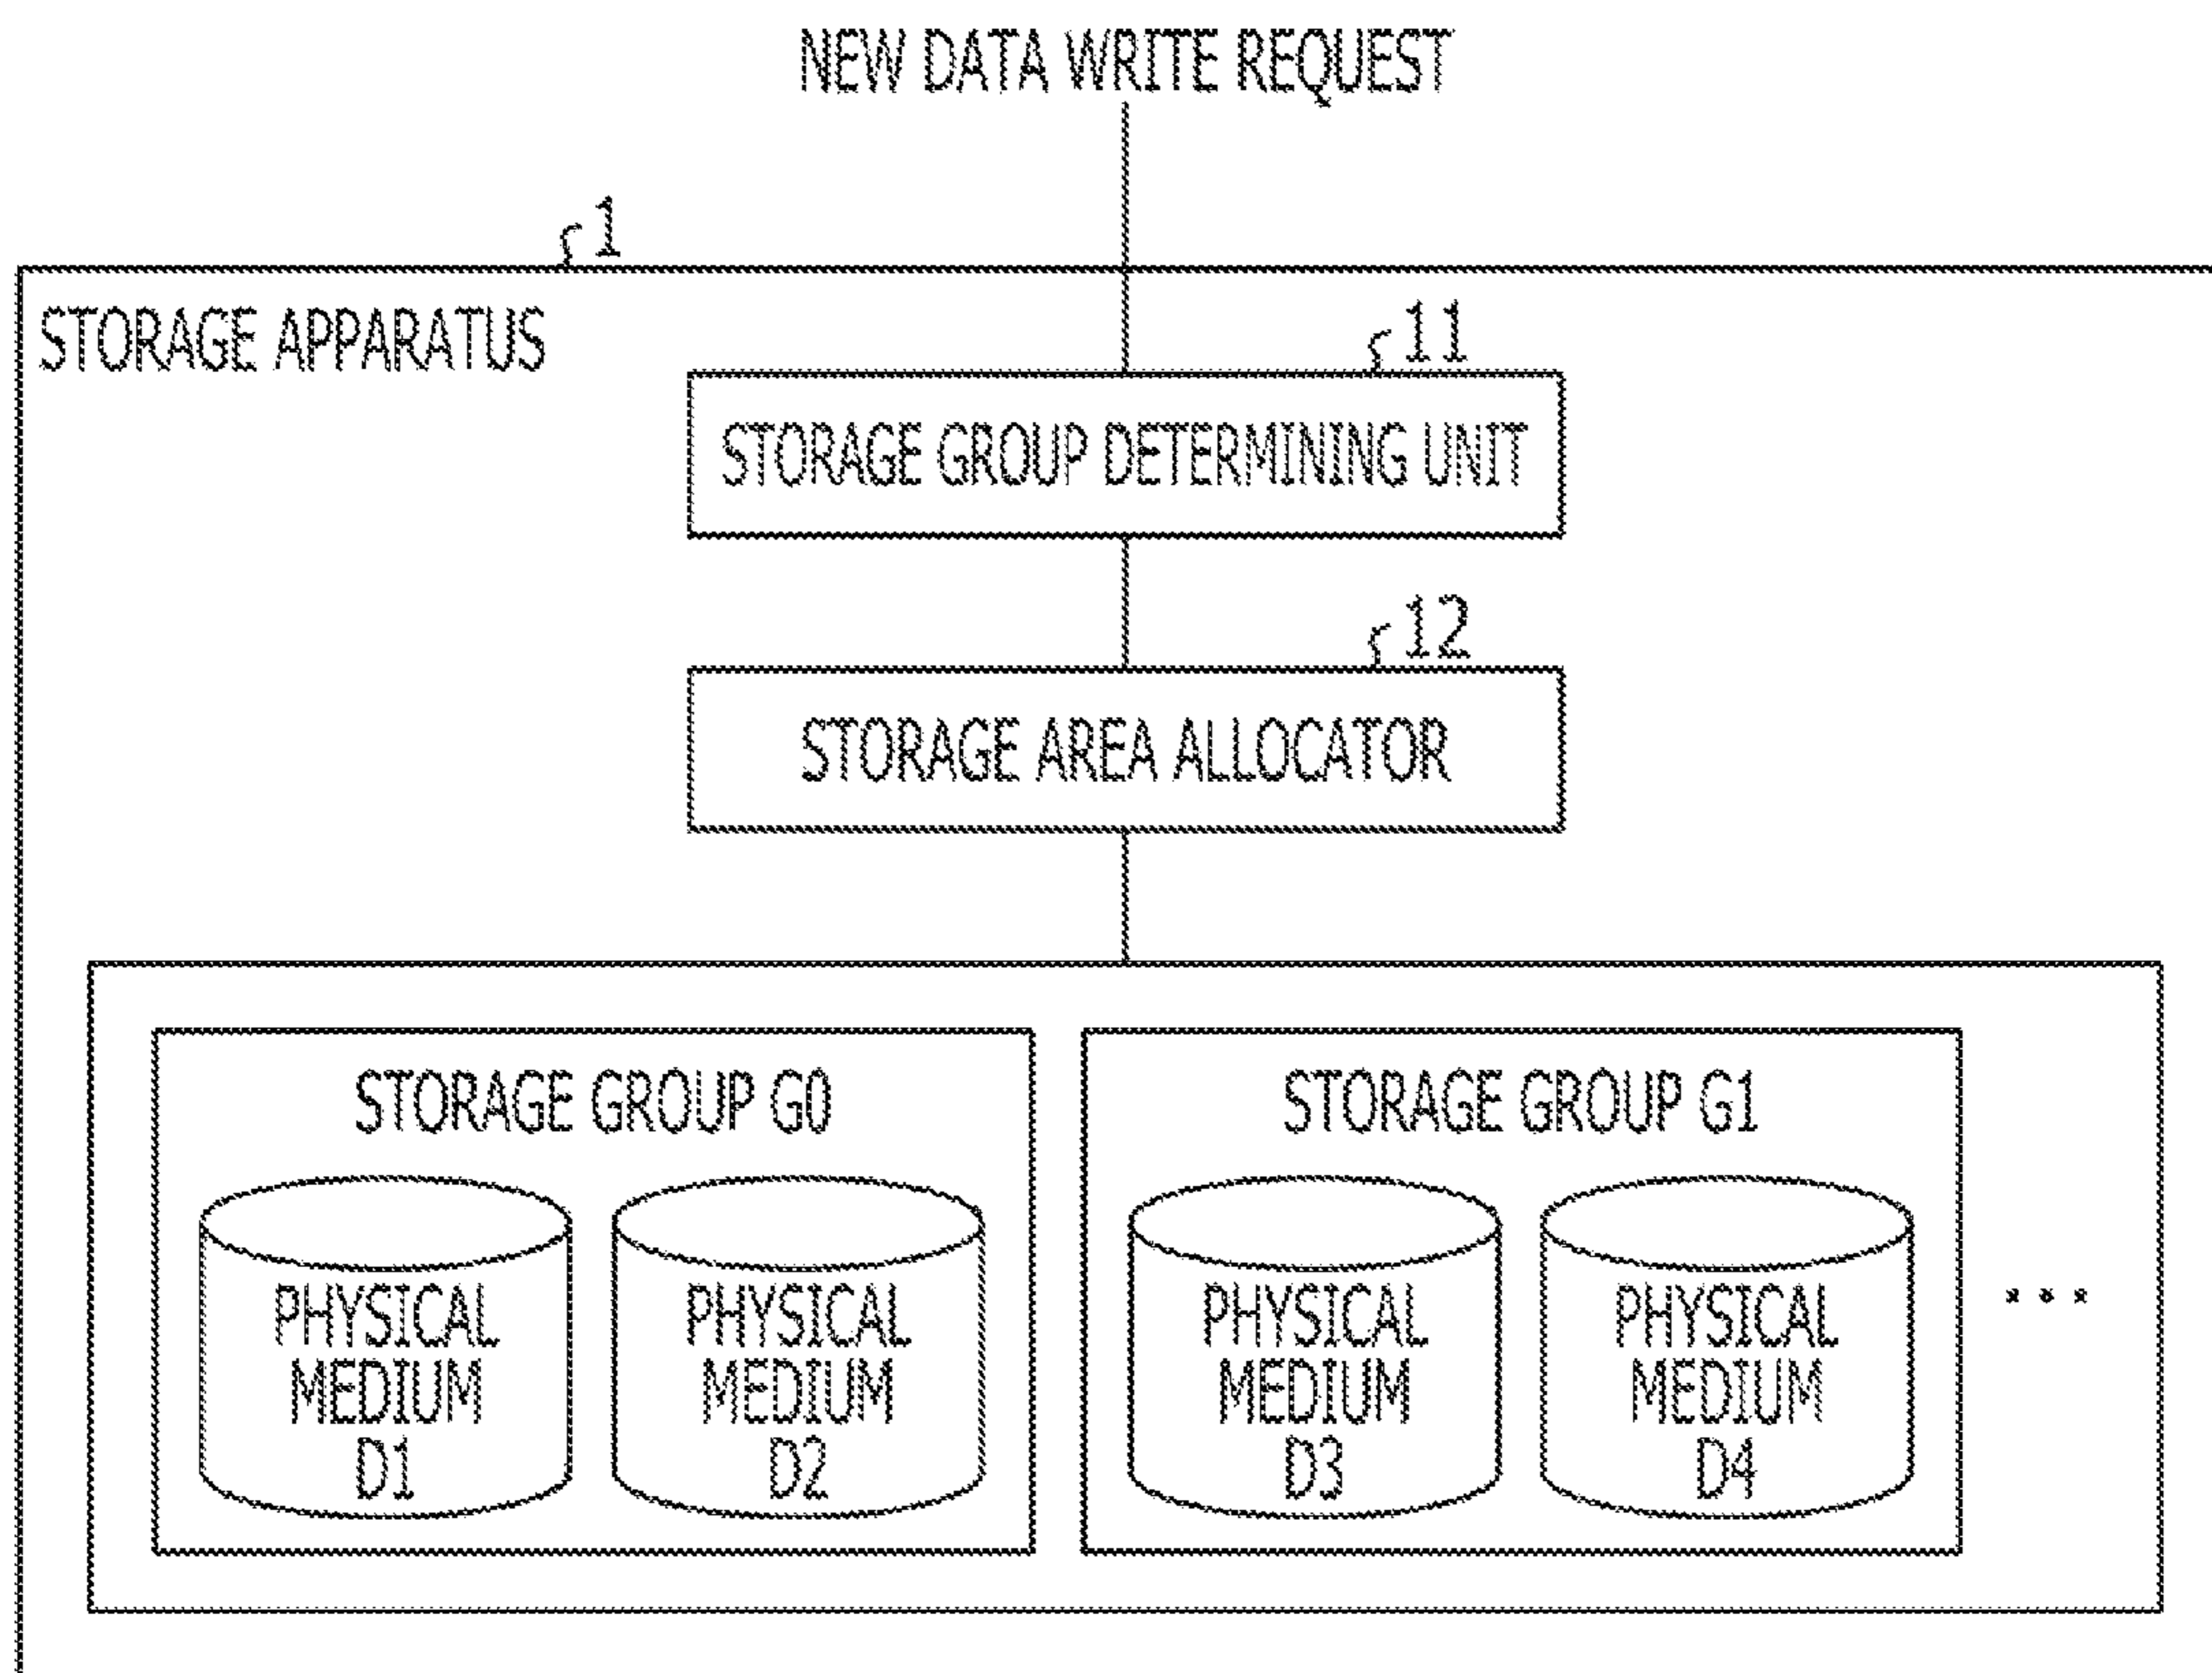 NEW DATA WRITE REQUEST
1
STORAGE APPARATUS
11
STORAGE GROUP DETERMINING UNIT
12
STORAGE AREA ALLOCATOR
STORAGE GROUP G0
STORAGE GROUP G1
PHYSICAL
MEDIUM
D1
PHYSICAL
MEDIUM
D2
PHYSICAL
MEDIUM
D3
PHYSICAL
MEDIUM
D4
...